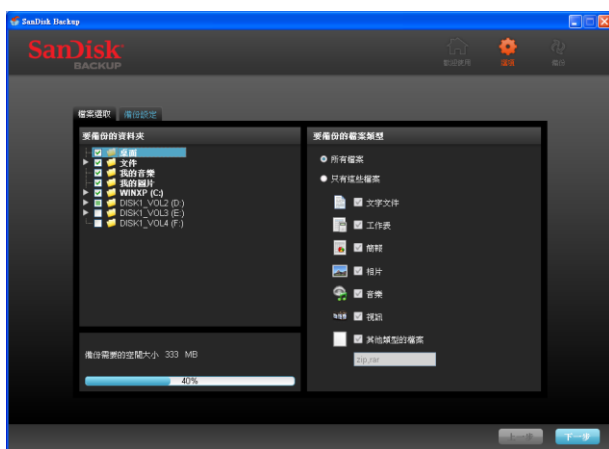 SanDisk Backup
SanDisk
BACKUP
歡迎使用
選項
備份
檔案選取 備份設定
要備份的資料夾
桌面
文件
我的音樂
我的圖片
WINXP (C:)
DISK1_VOL2 (D:)
DISK1_VOL3 (E:)
DISK1_VOL4 (F:)
備份需要的空間大小 333 MB
40%
要備份的檔案類型
所有檔案
只有這些檔案
文字文件
工作表
簡報
相片
音樂
視訊
其他類型的檔案
zip,rar
上一步 下一步